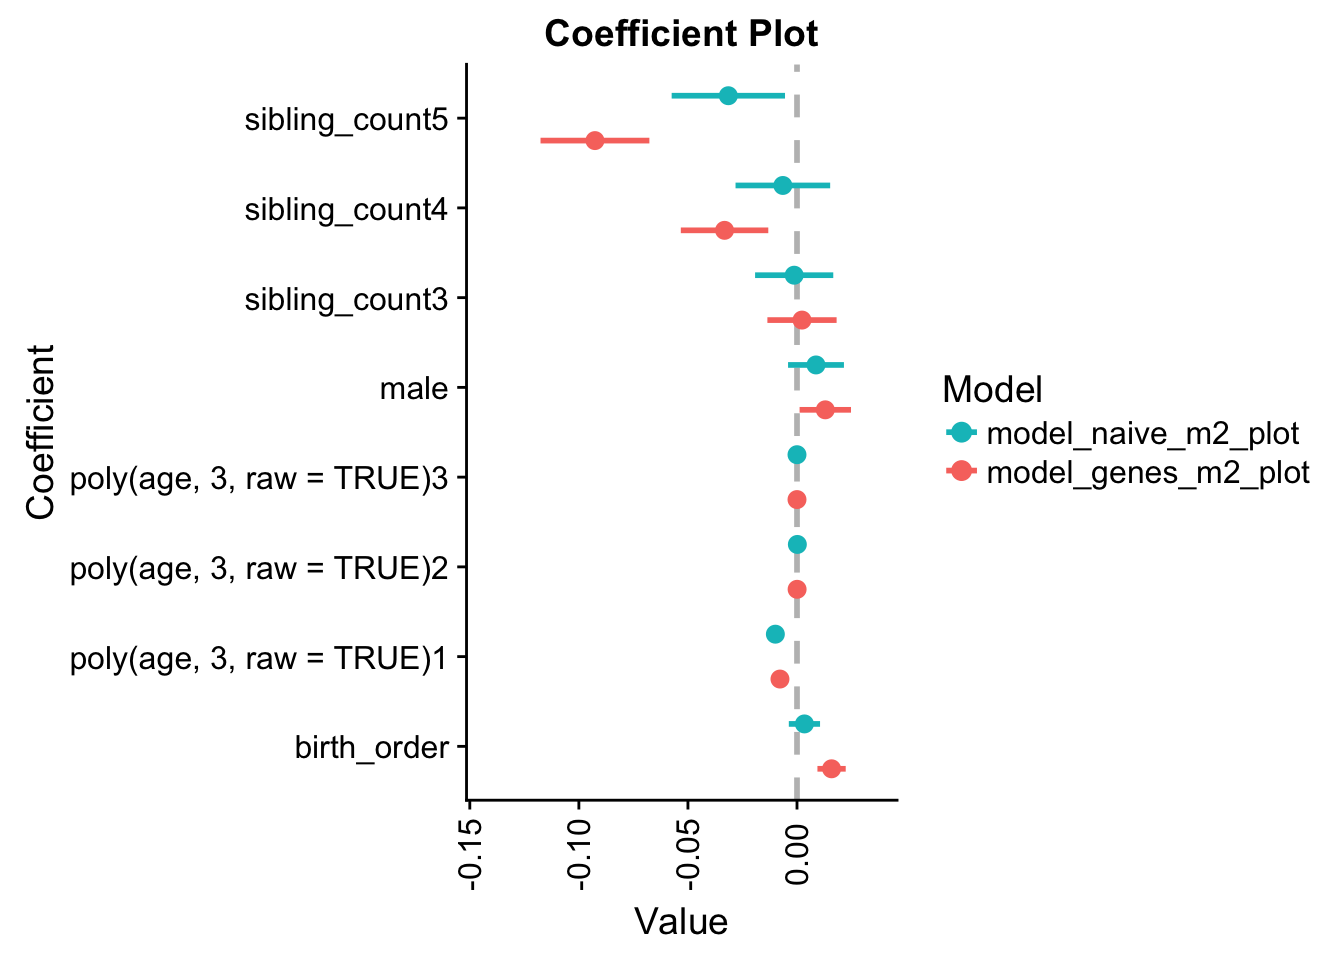 Coefficient Plot
Coefficient
sibling_count5
sibling_count4
sibling_count3
male
poly(age, 3, raw = TRUE)3
poly(age, 3, raw = TRUE)2
poly(age, 3, raw = TRUE)1
birth_order
-0.15
-0.10
-0.05
0.00
Value
Model
model_naive_m2_plot
model_genes_m2_plot